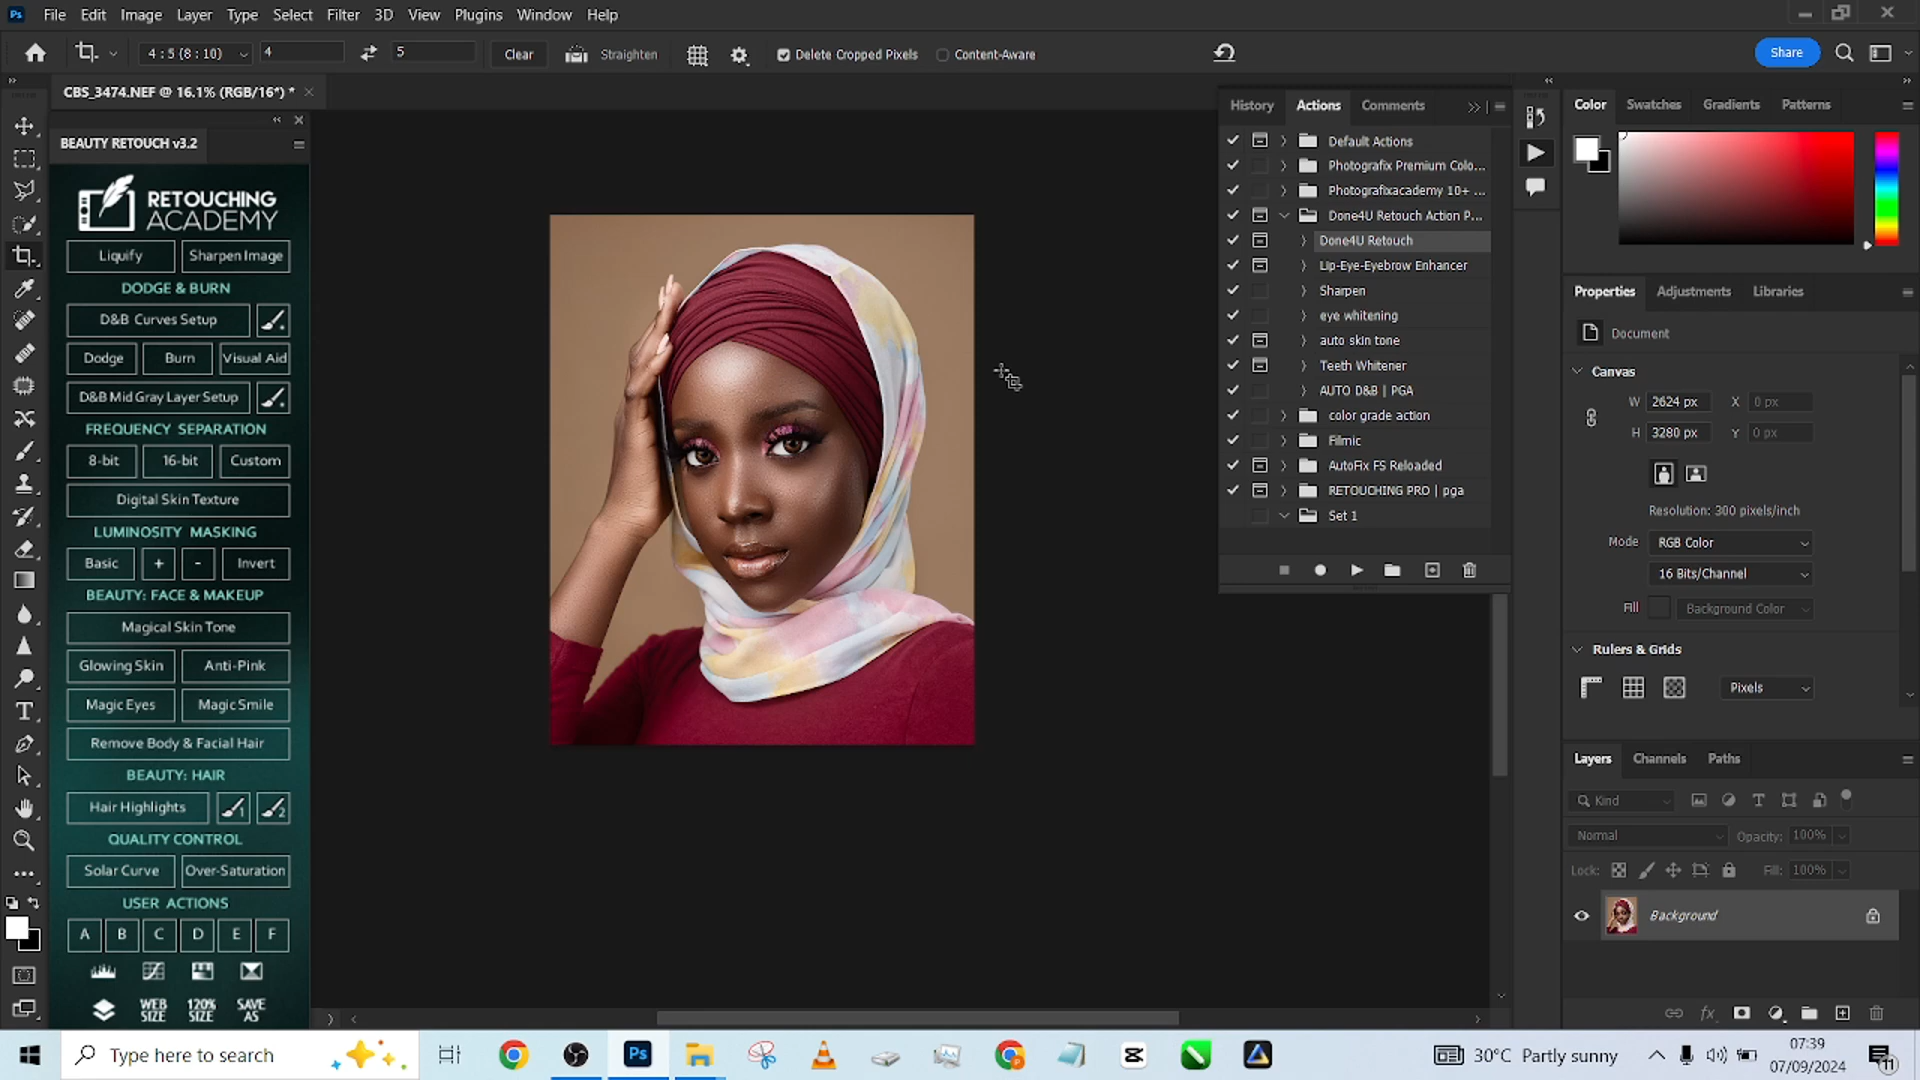 Ps File Edit Image Layer Type Select Filter 3D View Plugins Window Help
4 : 5 (8 : 10) 4 5 Clear Straighten Delete Cropped Pixels Content-Aware Share
CBS_3474.NEF @ 16.1% (RGB/16*) *
BEAUTY RETOUCH v3.2
RETOUCHING
ACADEMY
Liquify Sharpen Image
DODGE & BURN
D&B Curves Setup
Dodge Burn Visual Aid
D&B Mid Gray Layer Setup
FREQUENCY SEPARATION
8-bit 16-bit Custom
Digital Skin Texture
LUMINOSITY MASKING
Basic + - Invert
BEAUTY: FACE & MAKEUP
Magical Skin Tone
Glowing Skin Anti-Pink
Magic Eyes Magic Smile
Remove Body & Facial Hair
BEAUTY: HAIR
Hair Highlights 1 2
QUALITY CONTROL
Solar Curve Over-Saturation
USER ACTIONS
A B C D E F
WEB SIZE 120% SIZE SAVE AS
History Actions Comments
Default Actions
Photografix Premium Colo...
Photografixacademy 10+ ...
Done4U Retouch Action P...
Done4U Retouch
Lip-Eye-Eyebrow Enhancer
Sharpen
eye whitening
auto skin tone
Teeth Whitener
AUTO D&B | PGA
color grade action
Filmic
AutoFix FS Reloaded
RETOUCHING PRO | pga
Set 1
Color Swatches Gradients Patterns
Properties Adjustments Libraries
Document
Canvas
W 2624 px X 0 px
H 3280 px Y 0 px
Resolution: 300 pixels/inch
Mode RGB Color
16 Bits/Channel
Fill Background Color
Rulers & Grids
Pixels
Layers Channels Paths
Kind
Normal Opacity: 100%
Lock: Fill: 100%
Background
Type here to search
Ps
30°C Partly sunny
07:39
07/09/2024
11